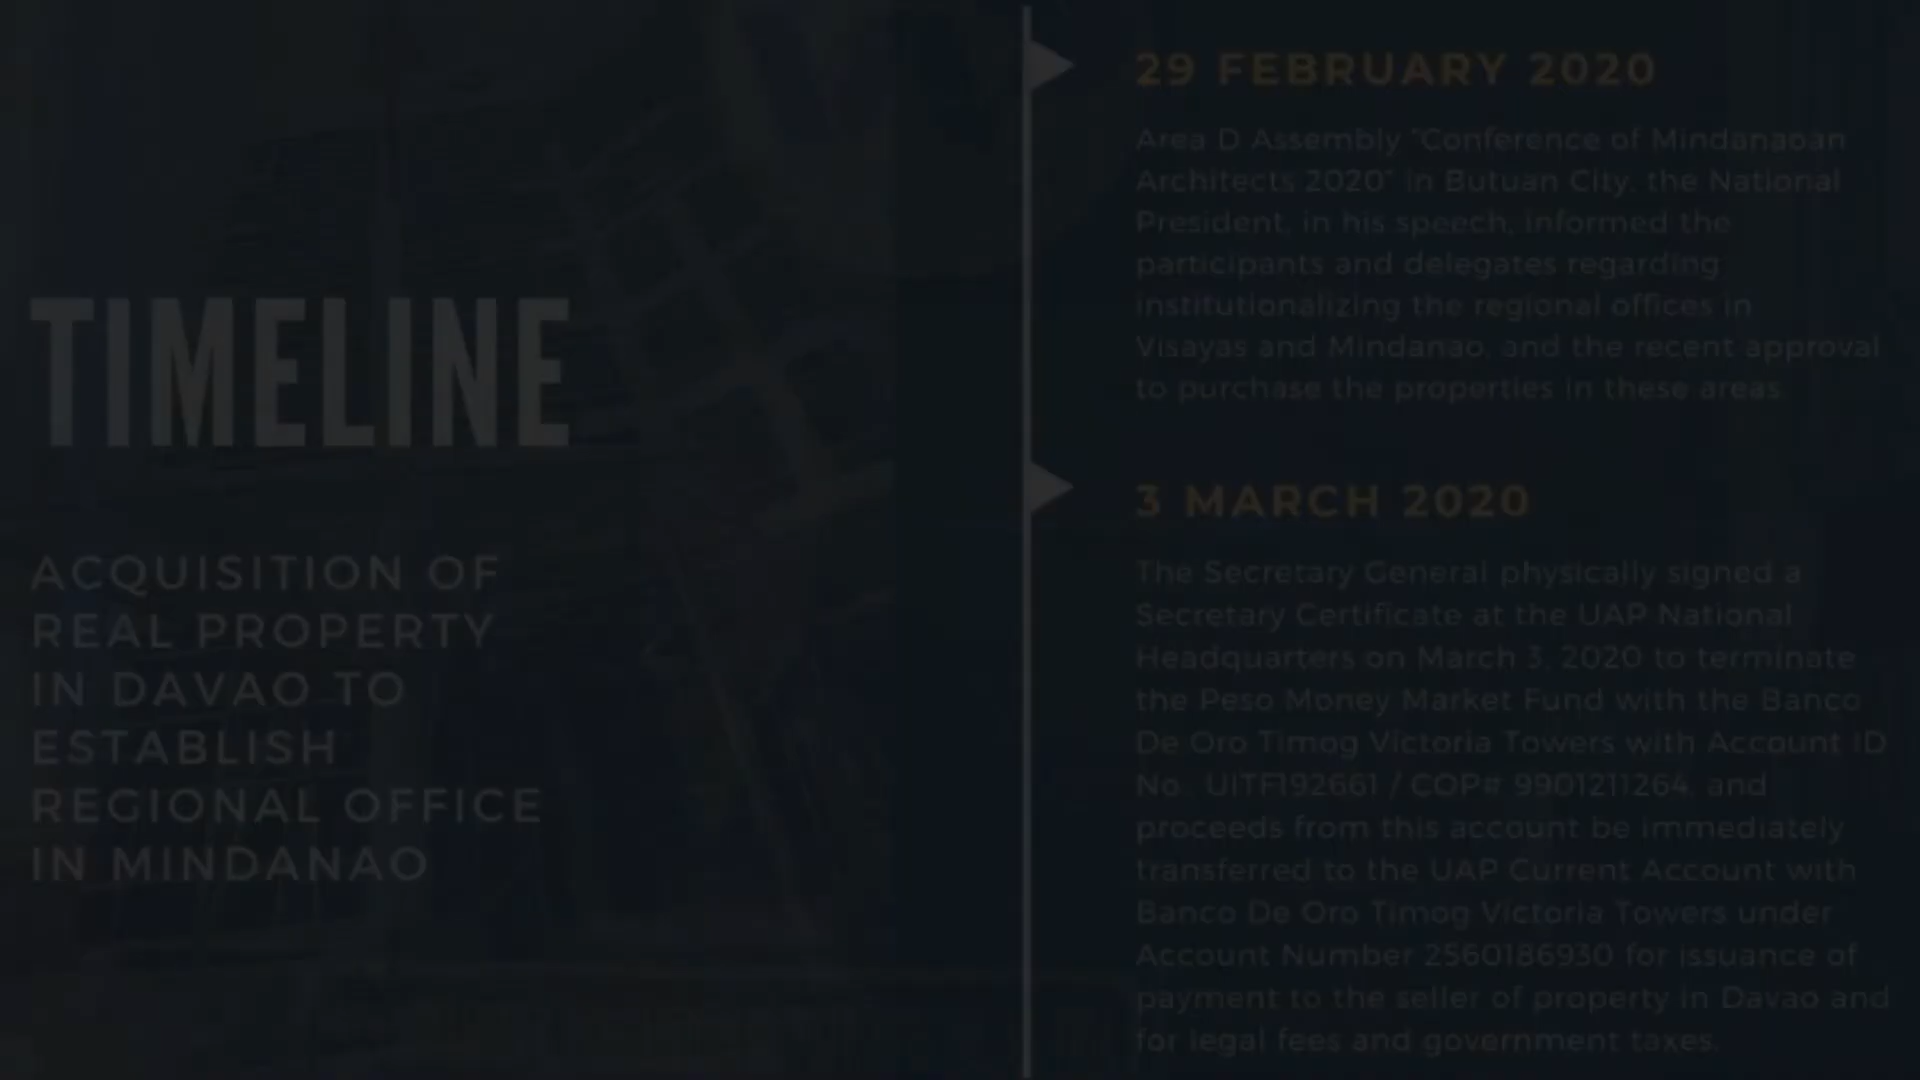 TIMELINE
ACQUISITION OF
REAL PROPERTY
IN DAVAO TO
ESTABLISH
REGIONAL OFFICE
IN MINDANAO
29 FEBRUARY 2020
Area D Assembly "Conference of Mindanaoan
Architects 2020" in Butuan City, the National
President, in his speech, informed the
participants and delegates regarding
institutionalizing the regional offices in
Visayas and Mindanao, and the recent approval
to purchase the properties in these areas.
3 MARCH 2020
The Secretary General physically signed a
Secretary Certificate at the UAP National
Headquarters on March 3, 2020 to terminate
the Peso Money Market Fund with the Banco
De Oro Timog Victoria Towers with Account ID
No. UITF192661 / COP# 9901211264, and
proceeds from this account be immediately
transferred to the UAP Current Account with
Banco De Oro Timog Victoria Towers under
Account Number 2560186930 for issuance of
payment to the seller of property in Davao and
for legal fees and government taxes.